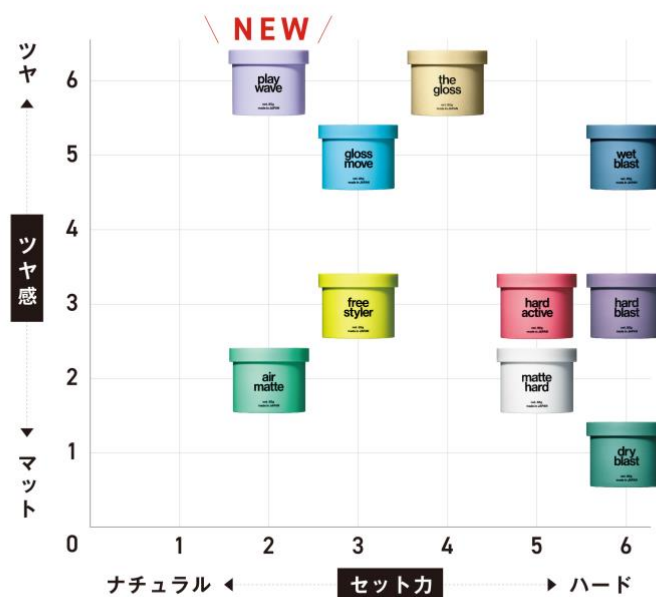 NEW
ツヤ
ツヤ感
マット
6
5
4
3
2
1
0
play
wave
the
gloss
gloss
move
wet
blast
free
styler
hard
active
hard
blast
air
matte
matte
hard
dry
blast
1
2
3
4
5
6
ナチュラル
セット力
ハード